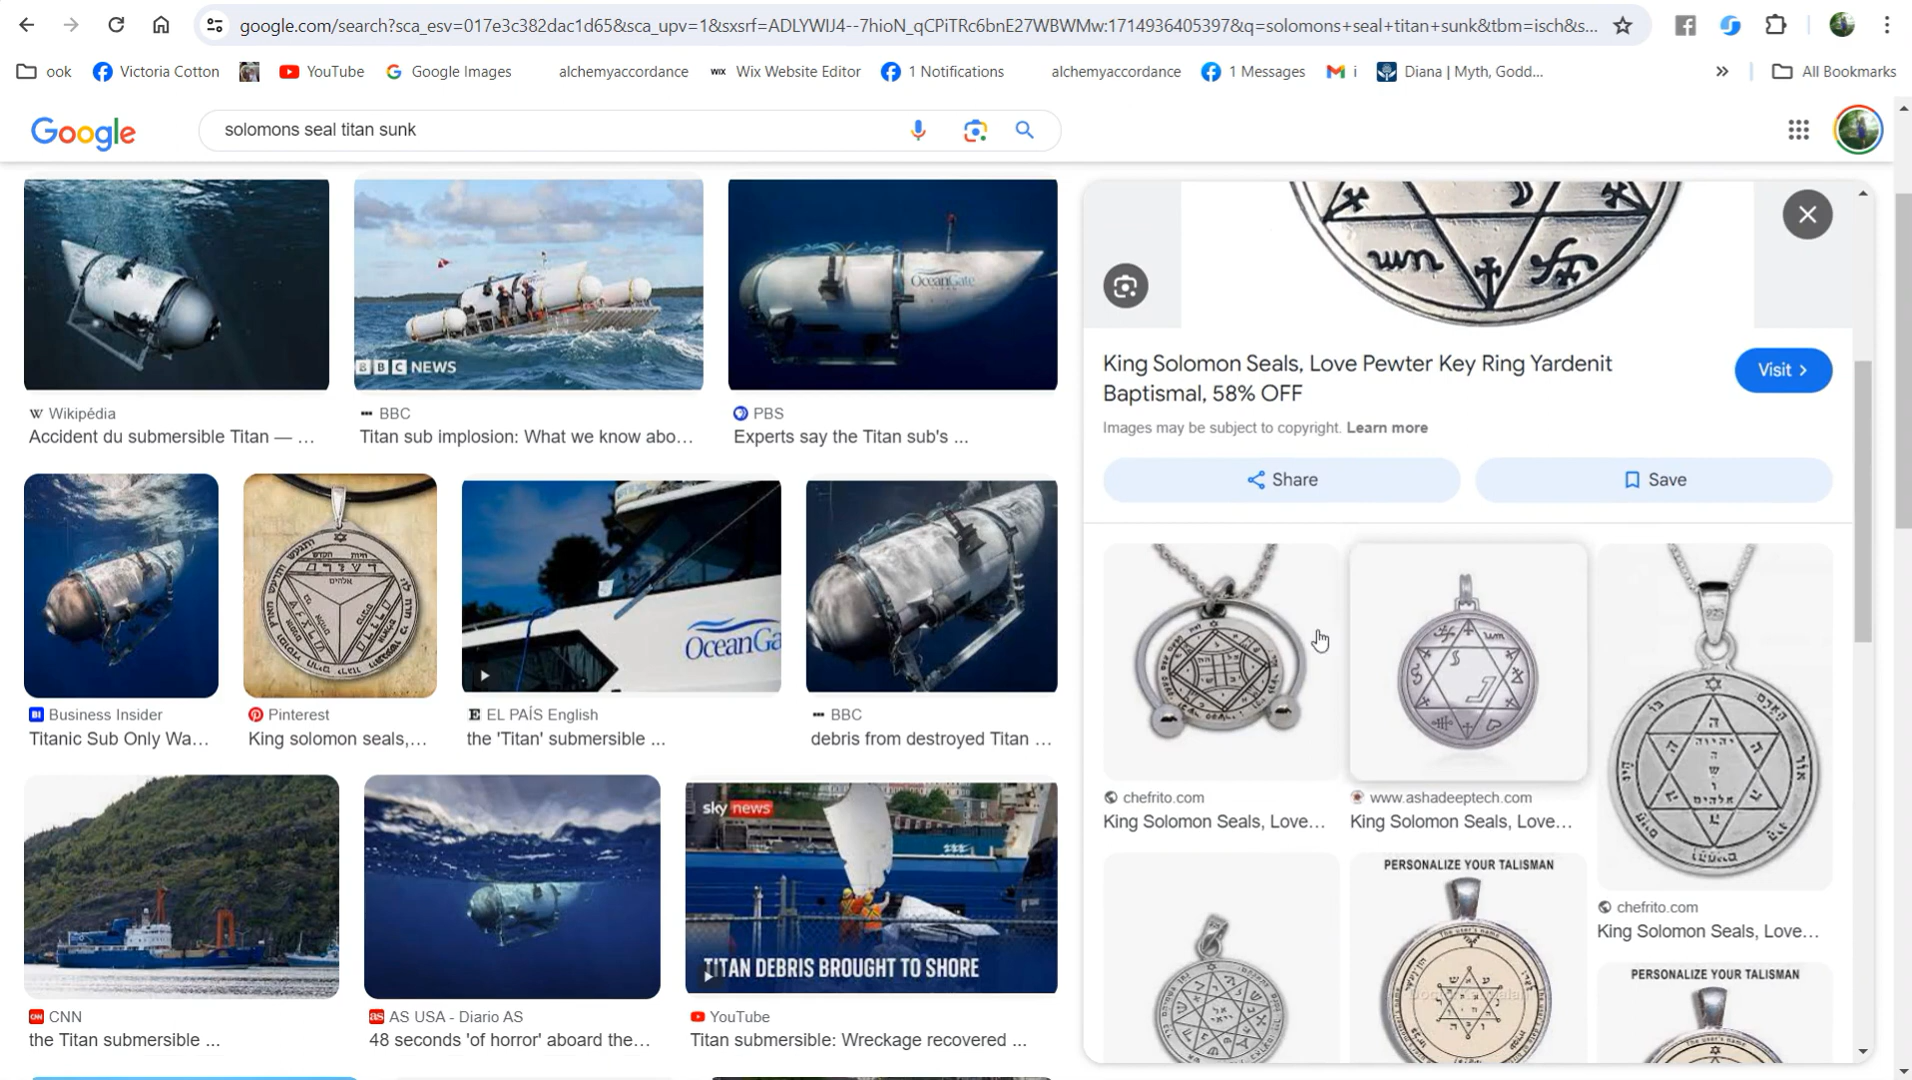 google.com/search?sca_esv=017e3c382dac1d65&sca_upv=1&sxsrf=ADLYWIJ4--7hioN_qCPiTRc6bnE27WBWMw:1714936405397&q=solomons+seal+titan+sunk&tbm=isch&s...
ook Victoria Cotton YouTube Google Images alchemyaccordance Wix Website Editor 1 Notifications alchemyaccordance 1 Messages i Diana | Myth, Godd... All Bookmarks
Google solomons seal titan sunk
OceanGate
BBC NEWS
Wikipédia
Accident du submersible Titan — ...
BBC
Titan sub implosion: What we know abo...
PBS
Experts say the Titan sub's ...
OceanGa
Business Insider
Titanic Sub Only Wa...
Pinterest
King solomon seals,...
EL PAÍS English
the 'Titan' submersible ...
BBC
debris from destroyed Titan ...
sky news
TITAN DEBRIS BROUGHT TO SHORE
CNN
the Titan submersible ...
AS USA - Diario AS
48 seconds 'of horror' aboard the...
YouTube
Titan submersible: Wreckage recovered ...
King Solomon Seals, Love Pewter Key Ring Yardenit
Baptismal, 58% OFF
Visit
Images may be subject to copyright. Learn more
Share Save
chefrito.com
King Solomon Seals, Love...
www.ashadeeptech.com
King Solomon Seals, Love...
925
chefrito.com
King Solomon Seals, Love...
PERSONALIZE YOUR TALISMAN
The user's name
PERSONALIZE YOUR TALISMAN